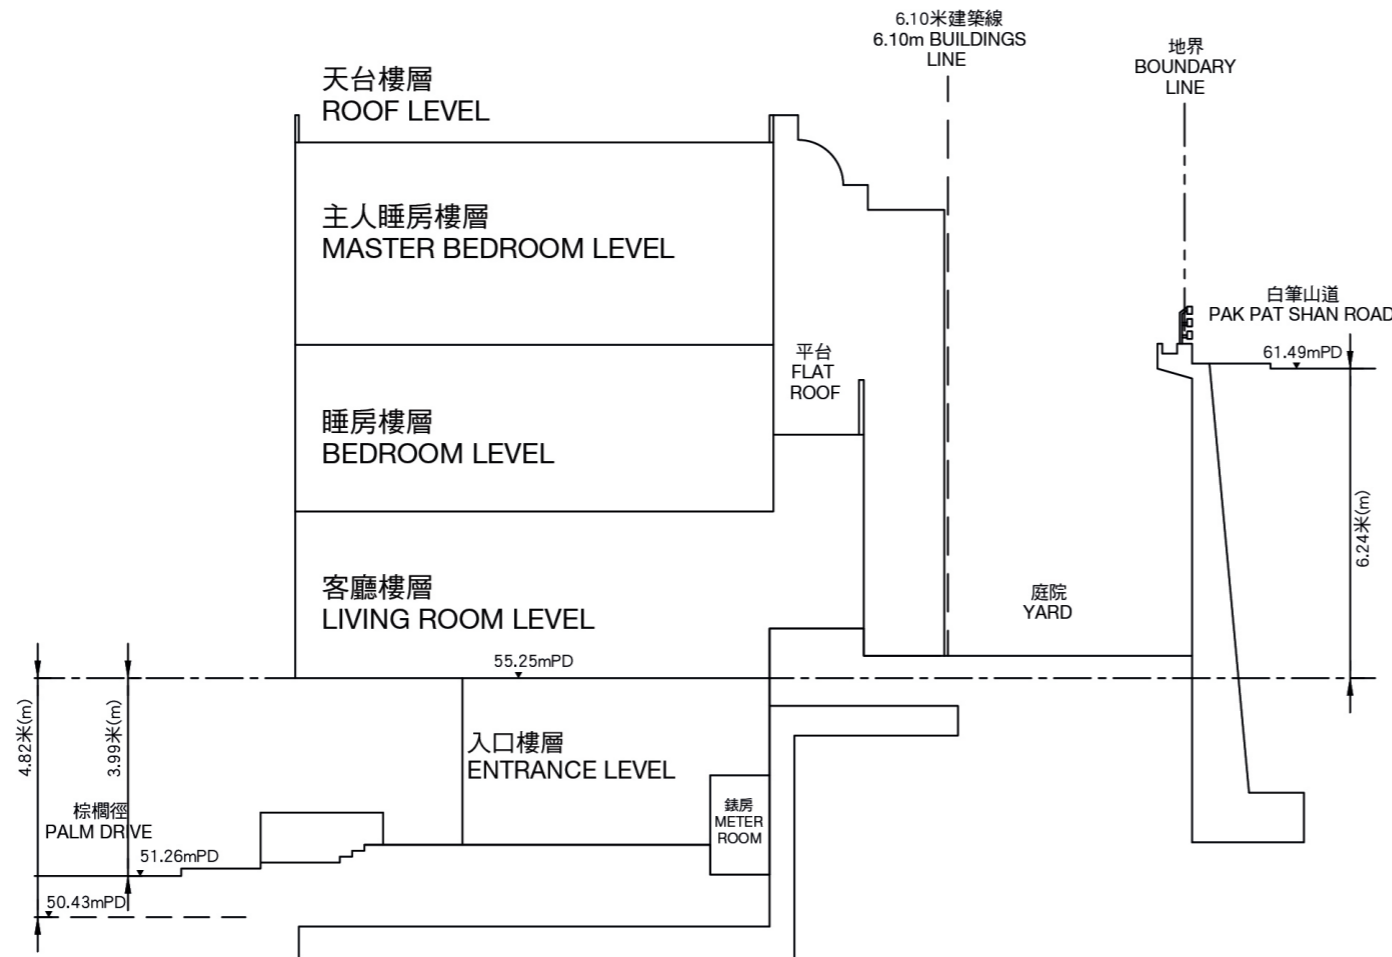 6.10米建築線
6.10m BUILDINGS
LINE
地界
BOUNDARY
LINE
天台樓層
ROOF LEVEL
主人睡房樓層
MASTER BEDROOM LEVEL
白筆山道
PAK PAT SHAN ROAD
61.49mPD
平台
FLAT
ROOF
睡房樓層
BEDROOM LEVEL
6.24米(m)
客廳樓層
LIVING ROOM LEVEL
庭院
YARD
55.25mPD
4.82米(m)
3.99米(m)
入口樓層
ENTRANCE LEVEL
錶房
METER
ROOM
棕櫚徑
PALM DRIVE
51.26mPD
50.43mPD